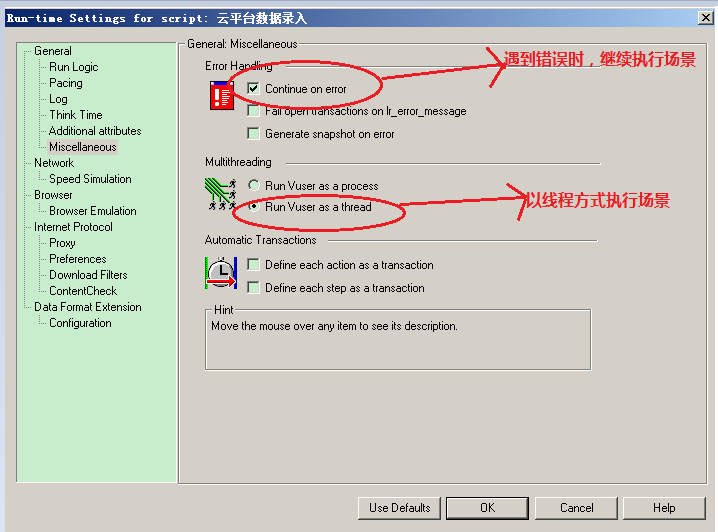 Run-time Settings for script: 云平台数据录入
General
Run Logic
Pacing
Log
Think Time
Additional attributes
Miscellaneous
Network
Speed Simulation
Browser
Browser Emulation
Internet Protocol
Proxy
Preferences
Download Filters
ContentCheck
Data Format Extension
Configuration
General: Miscellaneous
Error Handling
Continue on error
遇到错误时，继续执行场景
Fail open transactions on lr_error_message
Generate snapshot on error
Multithreading
Run Vuser as a process
Run Vuser as a thread
以线程方式执行场景
Automatic Transactions
Define each action as a transaction
Define each step as a transaction
Hint
Move the mouse over any item to see its description.
Use Defaults
OK
Cancel
Help